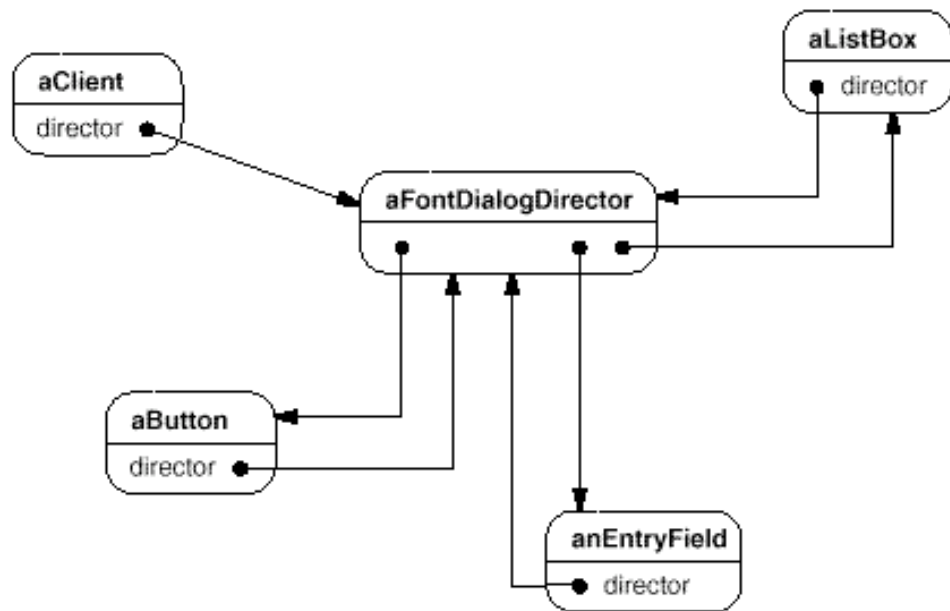 aListBox
director
aClient
director
aFontDialogDirector
aButton
director
anEntryField
director